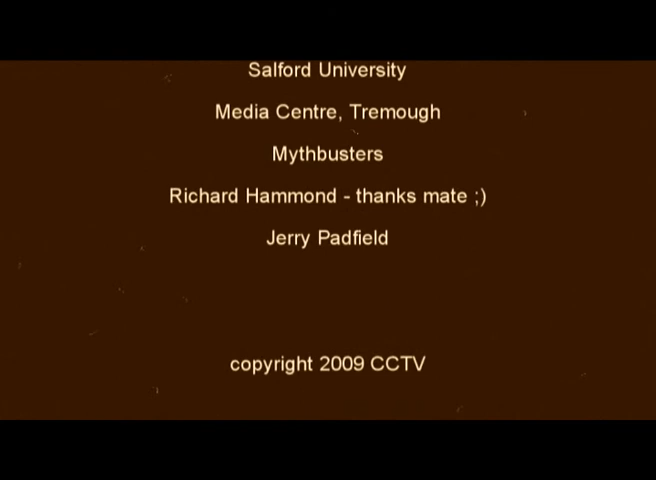 Salford University
Media Centre, Tremough
Mythbusters
Richard Hammond - thanks mate ;)
Jerry Padfield
copyright 2009 CCTV